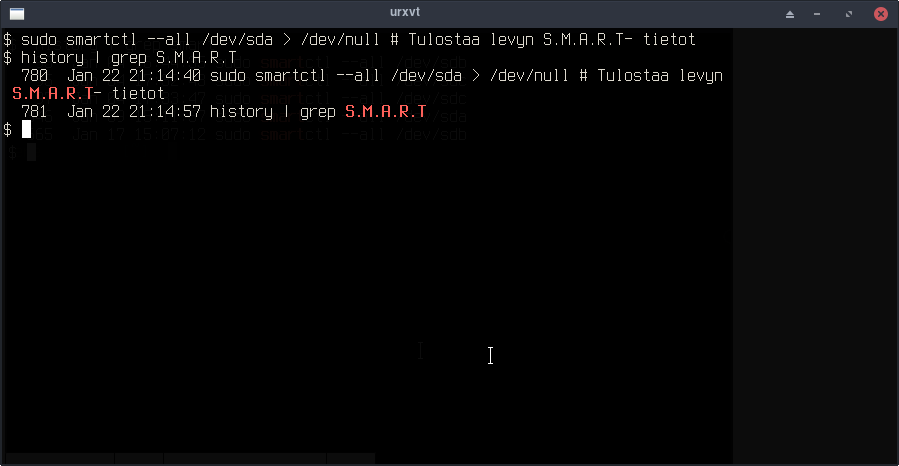 urxvt
$ sudo smartctl --all /dev/sda > /dev/null # Tulostaa levyn S.M.A.R.T- tietot
$ history | grep S.M.A.R.T
780 Jan 22 21:14:40 sudo smartctl --all /dev/sda > /dev/null # Tulostaa levyn
S.M.A.R.T- tietot
781 Jan 22 21:14:57 history | grep S.M.A.R.T
$